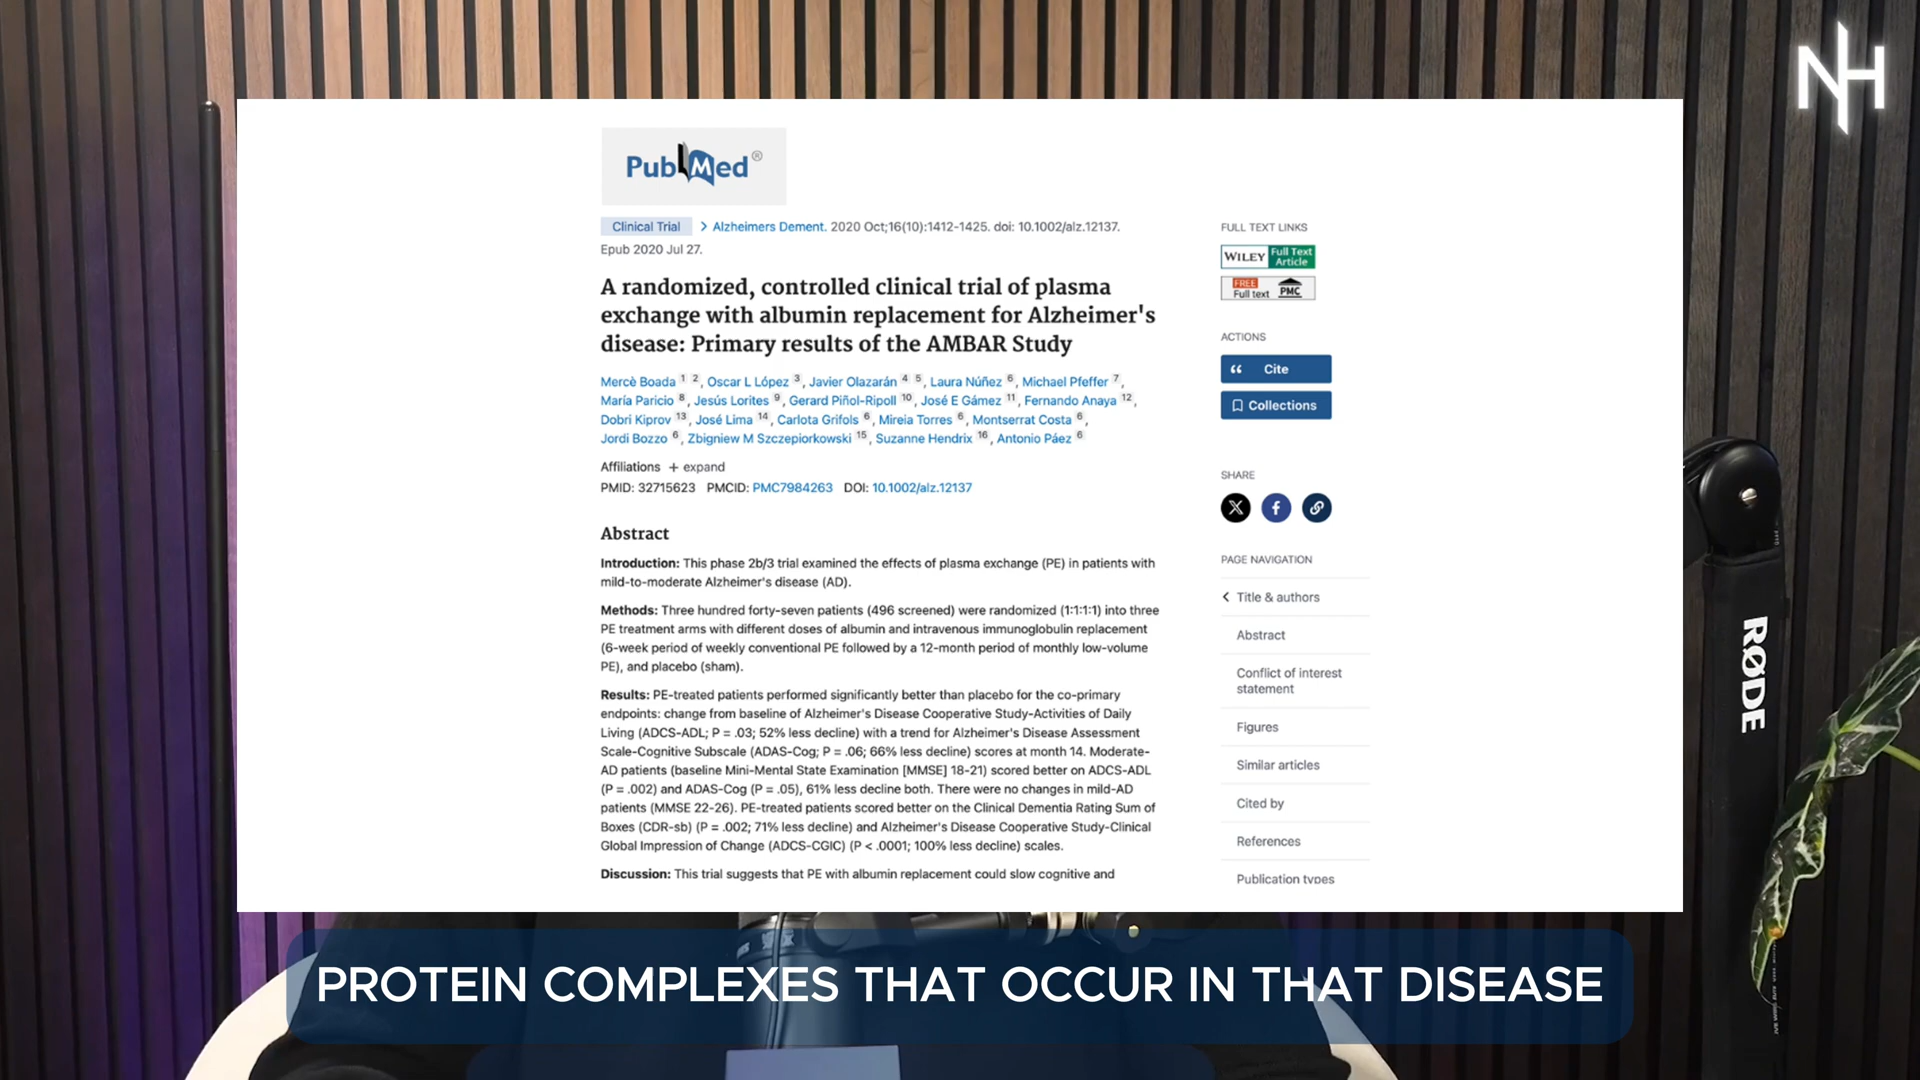 NH
PubMed®
Clinical Trial > Alzheimers Dement. 2020 Oct;16(10):1412-1425. doi: 10.1002/alz.12137.
Epub 2020 Jul 27.
A randomized, controlled clinical trial of plasma
exchange with albumin replacement for Alzheimer's
disease: Primary results of the AMBAR Study
Mercè Boada 1 2, Oscar L López 3, Javier Olazarán 4 5, Laura Núñez 6, Michael Pfeffer 7,
María Paricio 8, Jesús Lorites 9, Gerard Piñol-Ripoll 10, José E Gámez 11, Fernando Anaya 12,
Dobri Kiprov 13, José Lima 14, Carlota Grifols 6, Mireia Torres 6, Montserrat Costa 6,
Jordi Bozzo 6, Zbigniew M Szczepiorkowski 15, Suzanne Hendrix 16, Antonio Páez 6
Affiliations + expand
PMID: 32715623 PMCID: PMC7984263 DOI: 10.1002/alz.12137
Abstract
Introduction: This phase 2b/3 trial examined the effects of plasma exchange (PE) in patients with
mild-to-moderate Alzheimer's disease (AD).
Methods: Three hundred forty-seven patients (496 screened) were randomized (1:1:1:1) into three
PE treatment arms with different doses of albumin and intravenous immunoglobulin replacement
(6-week period of weekly conventional PE followed by a 12-month period of monthly low-volume
PE), and placebo (sham).
Results: PE-treated patients performed significantly better than placebo for the co-primary
endpoints: change from baseline of Alzheimer's Disease Cooperative Study-Activities of Daily
Living (ADCS-ADL; P = .03; 52% less decline) with a trend for Alzheimer's Disease Assessment
Scale-Cognitive Subscale (ADAS-Cog; P = .06; 66% less decline) scores at month 14. Moderate-
AD patients (baseline Mini-Mental State Examination [MMSE] 18-21) scored better on ADCS-ADL
(P = .002) and ADAS-Cog (P = .05), 61% less decline both. There were no changes in mild-AD
patients (MMSE 22-26). PE-treated patients scored better on the Clinical Dementia Rating Sum of
Boxes (CDR-sb) (P = .002; 71% less decline) and Alzheimer's Disease Cooperative Study-Clinical
Global Impression of Change (ADCS-CGIC) (P < .0001; 100% less decline) scales.
Discussion: This trial suggests that PE with albumin replacement could slow cognitive and
FULL TEXT LINKS
WILEY Full Text
Article
FREE
Full text PMC
ACTIONS
Cite
Collections
SHARE
PAGE NAVIGATION
Title & authors
Abstract
Conflict of interest
statement
Figures
Similar articles
Cited by
References
Publication types
RØDE
PROTEIN COMPLEXES THAT OCCUR IN THAT DISEASE